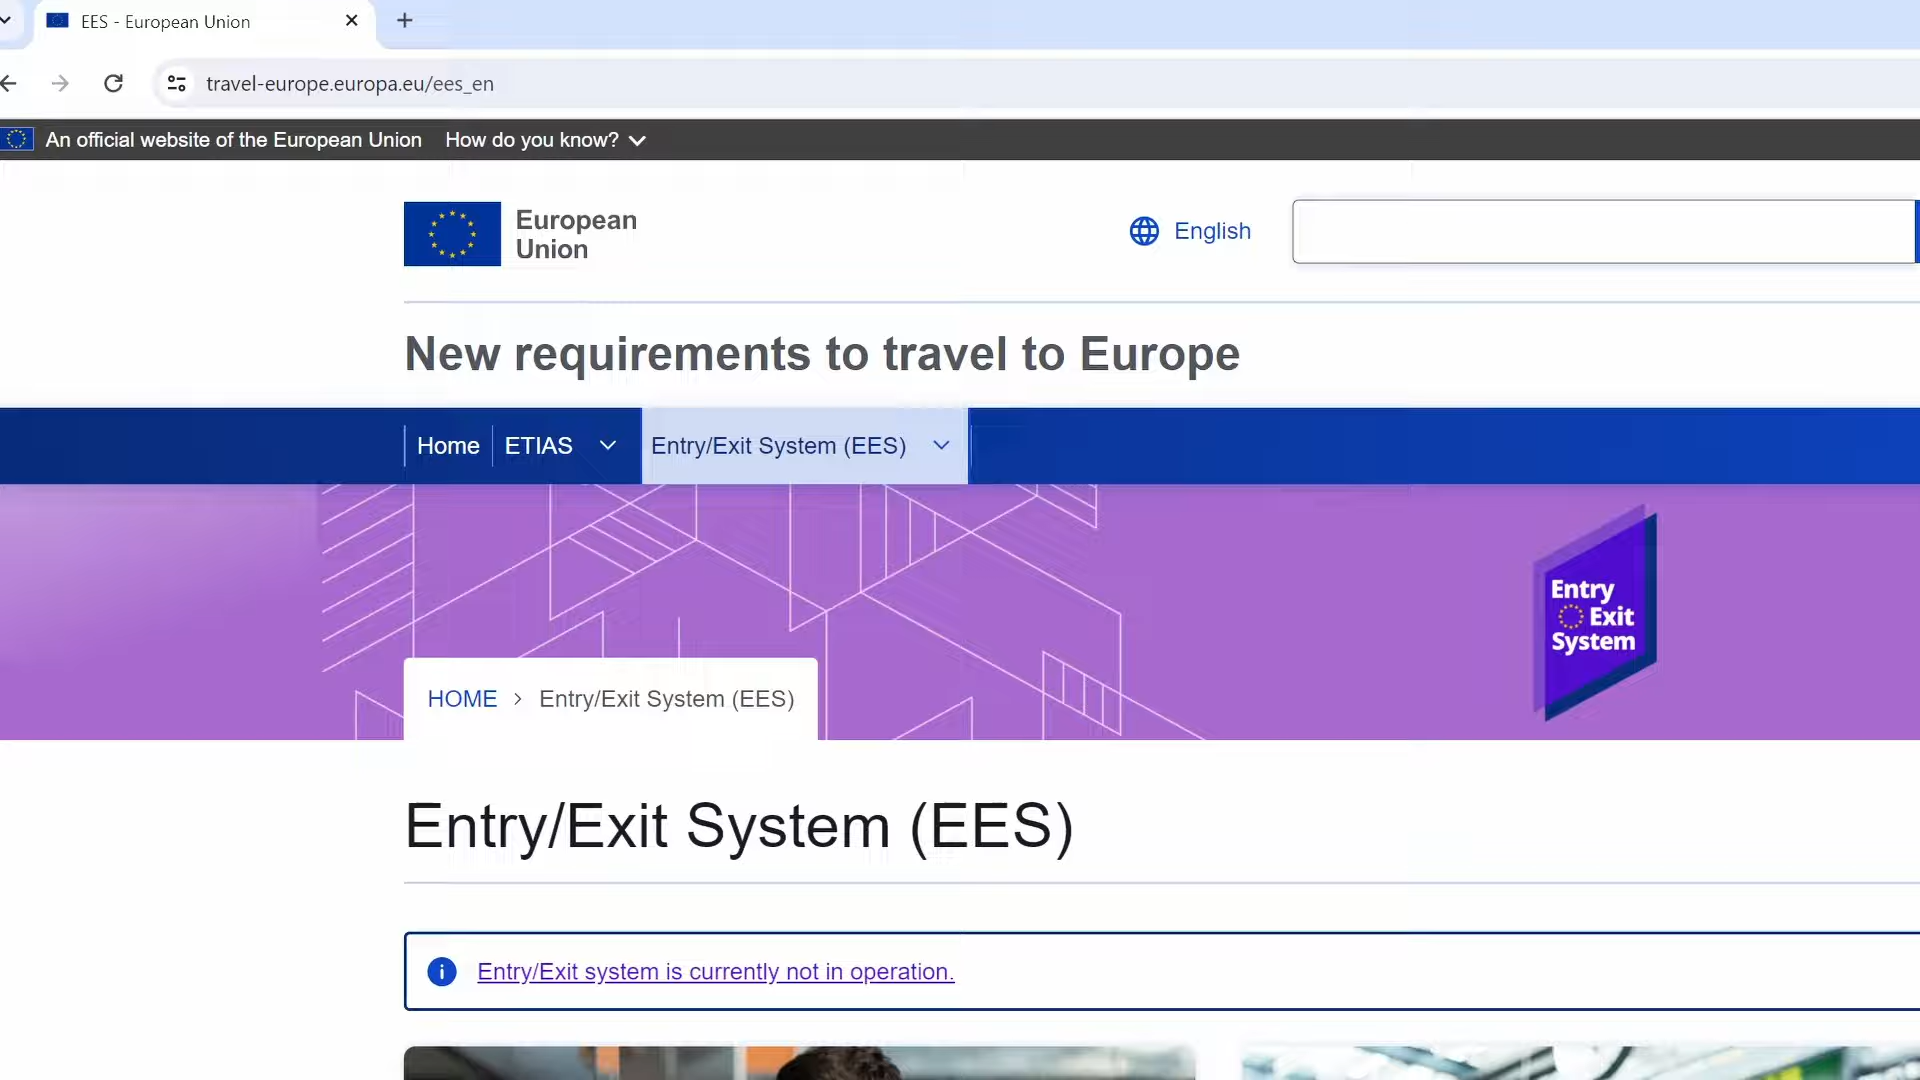 EES - European Union
travel-europe.europa.eu/ees_en
An official website of the European Union How do you know?
European
Union
English
New requirements to travel to Europe
Home ETIAS Entry/Exit System (EES)
Entry
Exit
System
HOME > Entry/Exit System (EES)
Entry/Exit System (EES)
Entry/Exit system is currently not in operation.